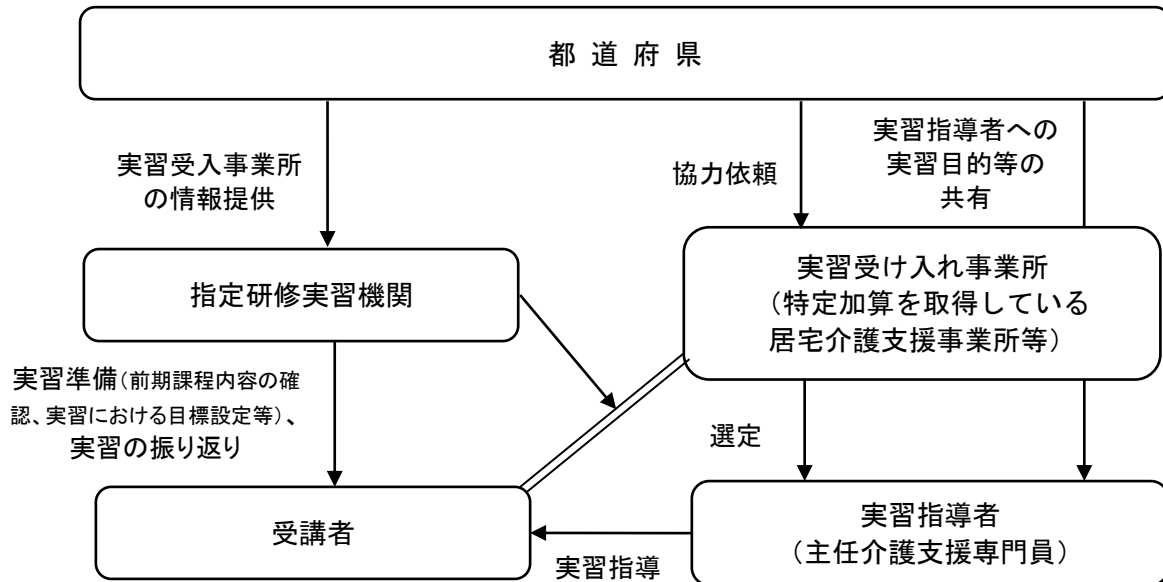 都 道 府 県
実習受入事業所
の情報提供
協力依頼
実習指導者への
実習目的等の
共有
指定研修実習機関
実習受け入れ事業所
（特定加算を取得している
居宅介護支援事業所等）
実習準備（前期課程内容の確
認、実習における目標設定等）、
実習の振り返り
選定
受講者
実習指導
実習指導者
（主任介護支援専門員）